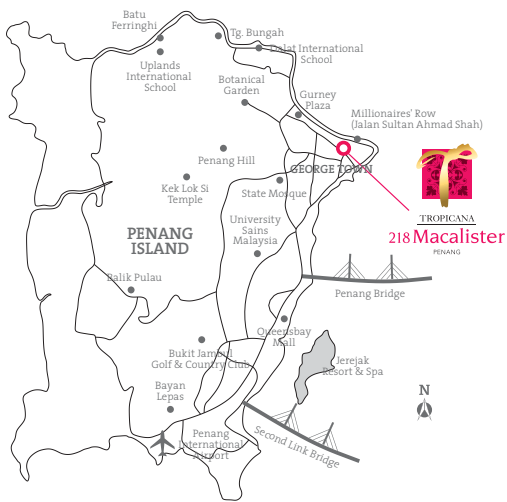 Batu
Ferringhi
Tg. Bungah
Dalat International
School
Uplands
International
School
Botanical
Garden
Gurney
Plaza
Millionaires' Row
(Jalan Sultan Ahmad Shah)
Penang Hill
GEORGE TOWN
Kek Lok Si
Temple
State Mosque
TROPICANA
218 Macalister
PENANG
University
Sains
Malaysia
PENANG
ISLAND
Balik Pulau
Penang Bridge
Queensbay
Mall
Bukit Jambul
Golf & Country Club
Jerejak
Resort & Spa
Bayan
Lepas
N
Penang
International
Airport
Second Link Bridge